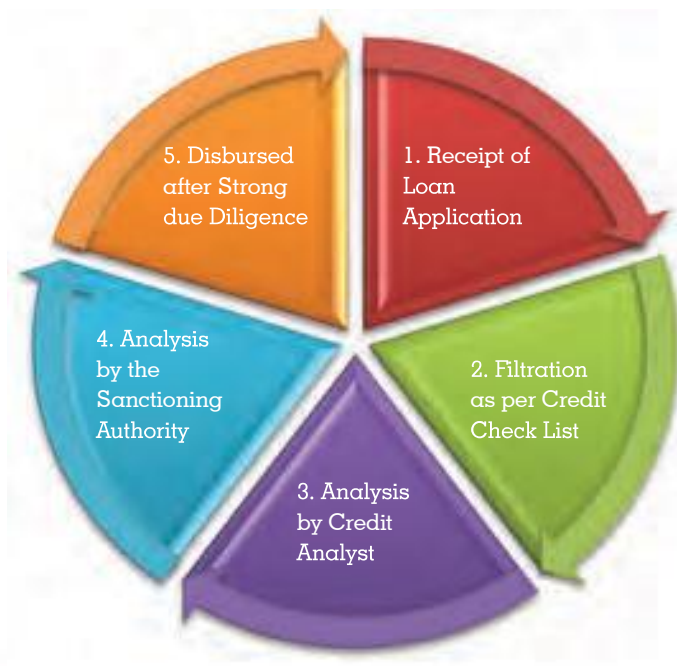 1. Receipt of
Loan
Application
2. Filtration
as per Credit
Check List
3. Analysis
by Credit
Analyst
4. Analysis
by the
Sanctioning
Authority
5. Disbursed
after Strong
due Diligence